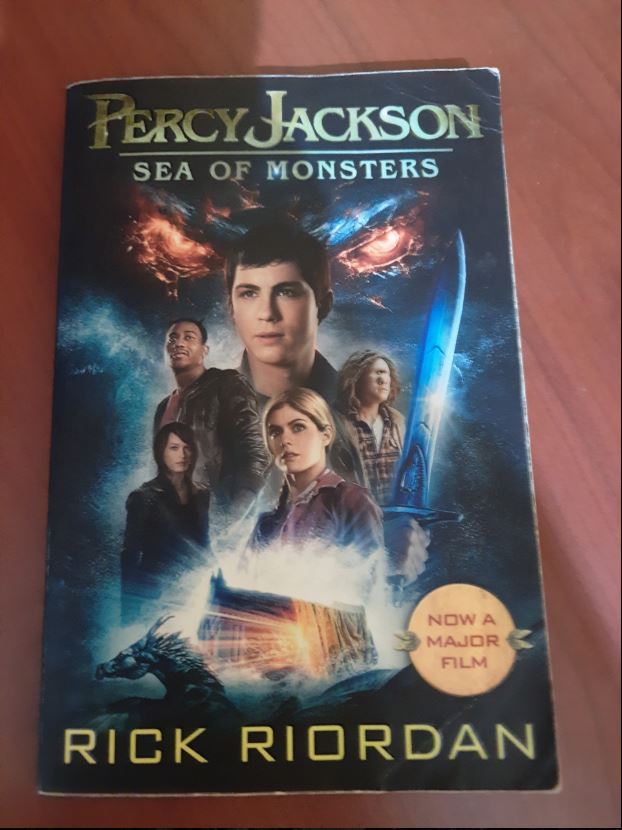 PERCY JACKSON
SEA OF MONSTERS
NOW A
MAJOR
FILM
RICK RIORDAN